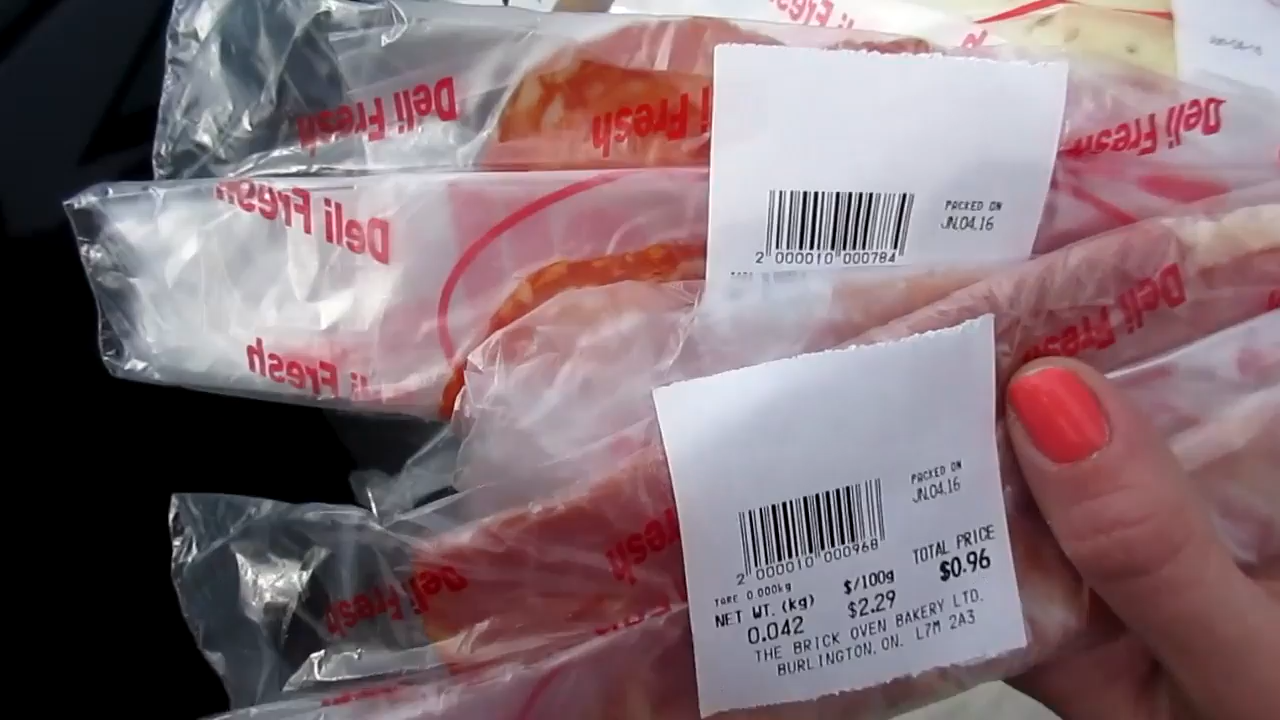 Deli Fresh
Deli Fresh
Deli Fresh
Deli Fresh
PACKED ON
JN.04.16
2 000010 000784
Fresh
Deli Fresh
Fresh
Deli Fresh
PACKED ON
JN.04.16
2 000010 000968
TARE 0.000kg
NET WT. (kg) $/100g TOTAL PRICE
0.042 $2.29 $0.96
THE BRICK OVEN BAKERY LTD.
BURLINGTON, ON. L7M 2A3